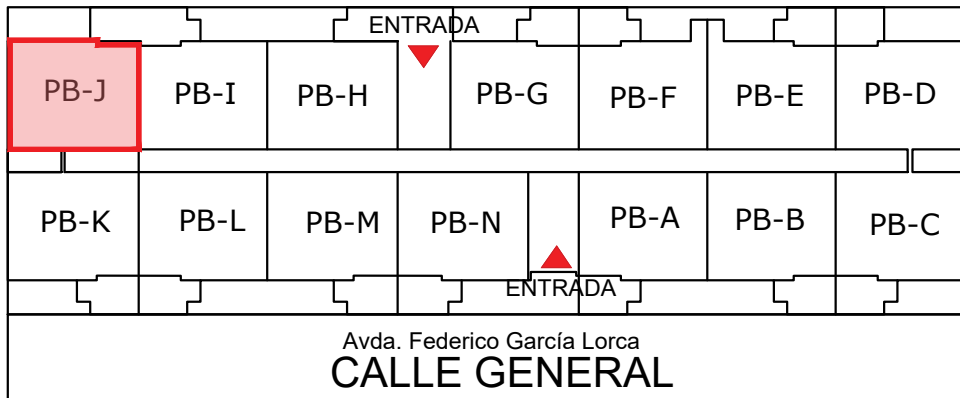 ENTRADA
PB-J PB-I PB-H PB-G PB-F PB-E PB-D
PB-K PB-L PB-M PB-N PB-A PB-B PB-C
ENTRADA
Avda. Federico García Lorca
CALLE GENERAL